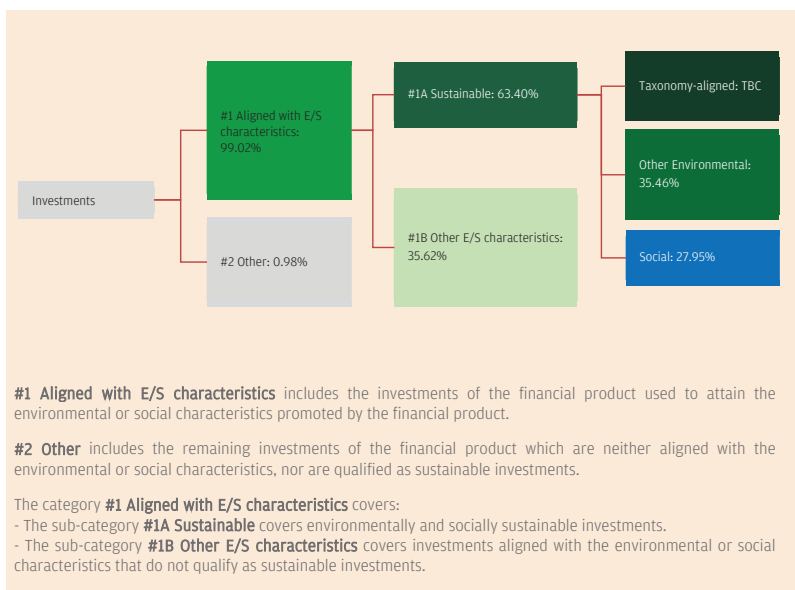 Investments
#1 Aligned with E/S
characteristics:
99.02%
#2 Other: 0.98%
#1A Sustainable: 63.40%
#1B Other E/S characteristics:
35.62%
Taxonomy-aligned: TBC
Other Environmental:
35.46%
Social: 27.95%
#1 Aligned with E/S characteristics includes the investments of the financial product used to attain the
environmental or social characteristics promoted by the financial product.
#2 Other includes the remaining investments of the financial product which are neither aligned with the
environmental or social characteristics, nor are qualified as sustainable investments.
The category #1 Aligned with E/S characteristics covers:
- The sub-category #1A Sustainable covers environmentally and socially sustainable investments.
- The sub-category #1B Other E/S characteristics covers investments aligned with the environmental or social
characteristics that do not qualify as sustainable investments.